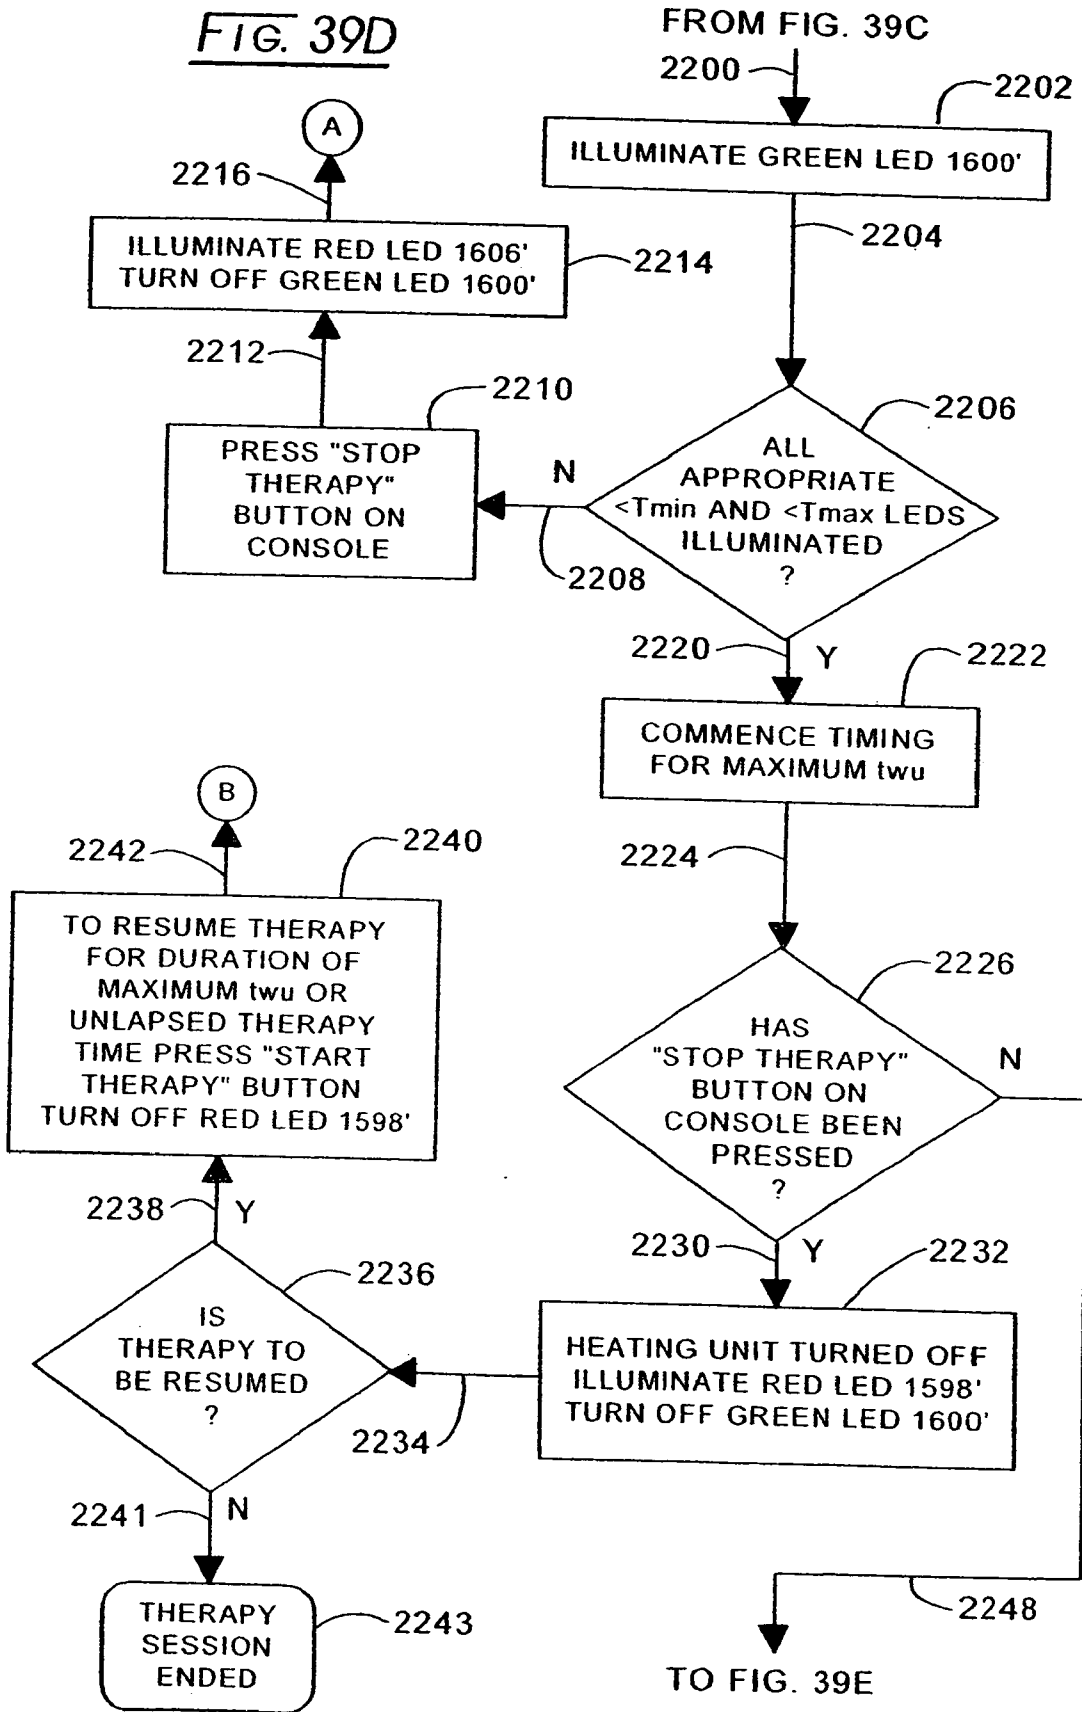 FIG. 39D
FROM FIG. 39C
2200
2202
ILLUMINATE GREEN LED 1600'
2204
A
2216
ILLUMINATE RED LED 1606'
TURN OFF GREEN LED 1600'
2214
2212
2210
PRESS "STOP
THERAPY"
BUTTON ON
CONSOLE
N
2208
2206
ALL
APPROPRIATE
<Tmin AND <Tmax LEDS
ILLUMINATED
?
2220
Y
2222
COMMENCE TIMING
FOR MAXIMUM twu
2224
B
2242
2240
TO RESUME THERAPY
FOR DURATION OF
MAXIMUM twu OR
UNLAPSED THERAPY
TIME PRESS "START
THERAPY" BUTTON
TURN OFF RED LED 1598'
2226
HAS
"STOP THERAPY"
BUTTON ON
CONSOLE BEEN
PRESSED
?
N
2238
Y
2230
Y
2232
2236
IS
THERAPY TO
BE RESUMED
?
HEATING UNIT TURNED OFF
ILLUMINATE RED LED 1598'
TURN OFF GREEN LED 1600'
2234
2241
N
THERAPY
SESSION
ENDED
2243
2248
TO FIG. 39E